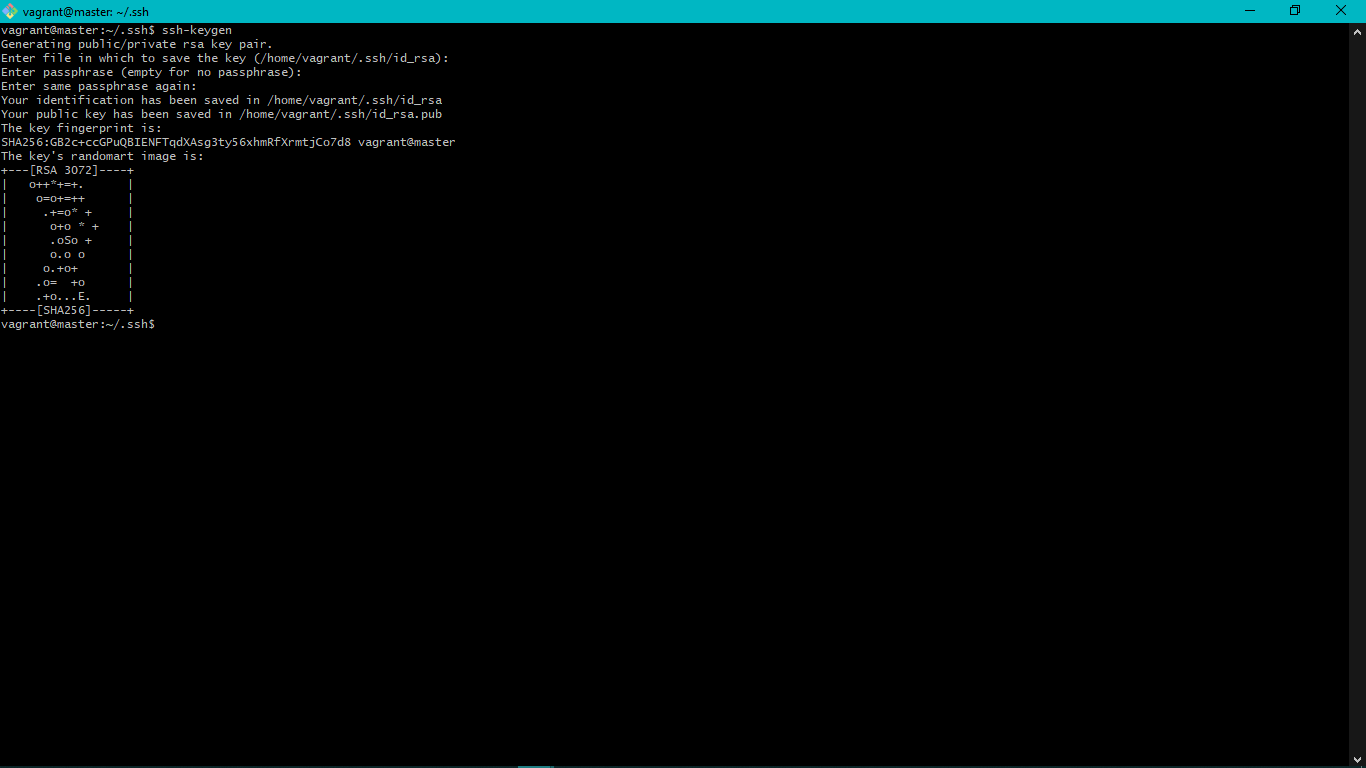 vagrant@master: ~/.ssh
vagrant@master:~/.ssh$ ssh-keygen
Generating public/private rsa key pair.
Enter file in which to save the key (/home/vagrant/.ssh/id_rsa):
Enter passphrase (empty for no passphrase):
Enter same passphrase again:
Your identification has been saved in /home/vagrant/.ssh/id_rsa
Your public key has been saved in /home/vagrant/.ssh/id_rsa.pub
The key fingerprint is:
SHA256:GB2c+ccGPuQBIENFTqdXAsg3ty56xhmRfXrmtjCo7d8 vagrant@master
The key's randomart image is:
+---[RSA 3072]----+
|   o++*+=+.      |
|    o=o+=++      |
|     .+=o* +     |
|      o+o * +    |
|      .oSo +     |
|      o.o o      |
|     o.+o+       |
|    .o=  +o      |
|    .+o...E.     |
+----[SHA256]-----+
vagrant@master:~/.ssh$